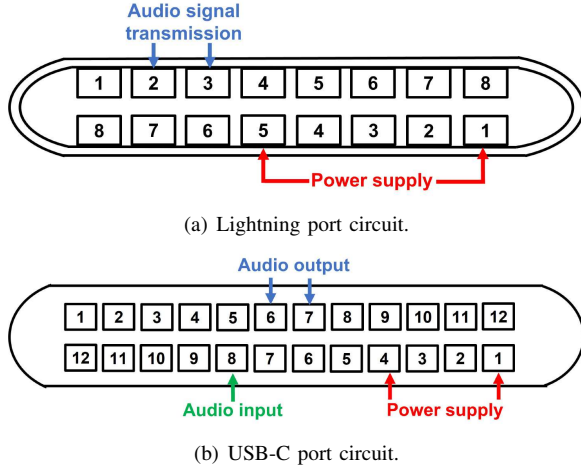 Audio signal
transmission
1 2 3 4 5 6 7 8
8 7 6 5 4 3 2 1
Power supply
(a) Lightning port circuit.
Audio output
1 2 3 4 5 6 7 8 9 10 11 12
12 11 10 9 8 7 6 5 4 3 2 1
Audio input Power supply
(b) USB-C port circuit.